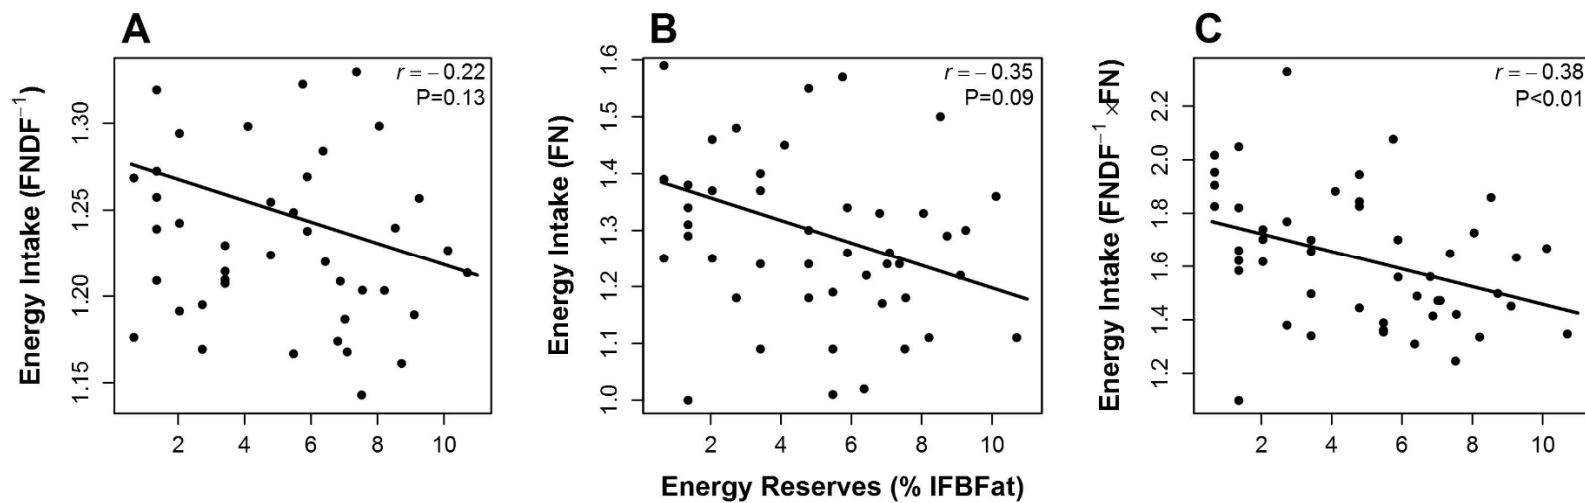 A
r = − 0.22
P=0.13
Energy Intake (FNDF⁻¹)
1.30
1.25
1.20
1.15
2 4 6 8 10
B
r = − 0.35
P=0.09
Energy Intake (FN)
1.6
1.5
1.4
1.3
1.2
1.1
1.0
2 4 6 8 10
Energy Reserves (% IFBFat)
C
r = − 0.38
P<0.01
Energy Intake (FNDF⁻¹ ×FN)
2.2
2.0
1.8
1.6
1.4
1.2
2 4 6 8 10